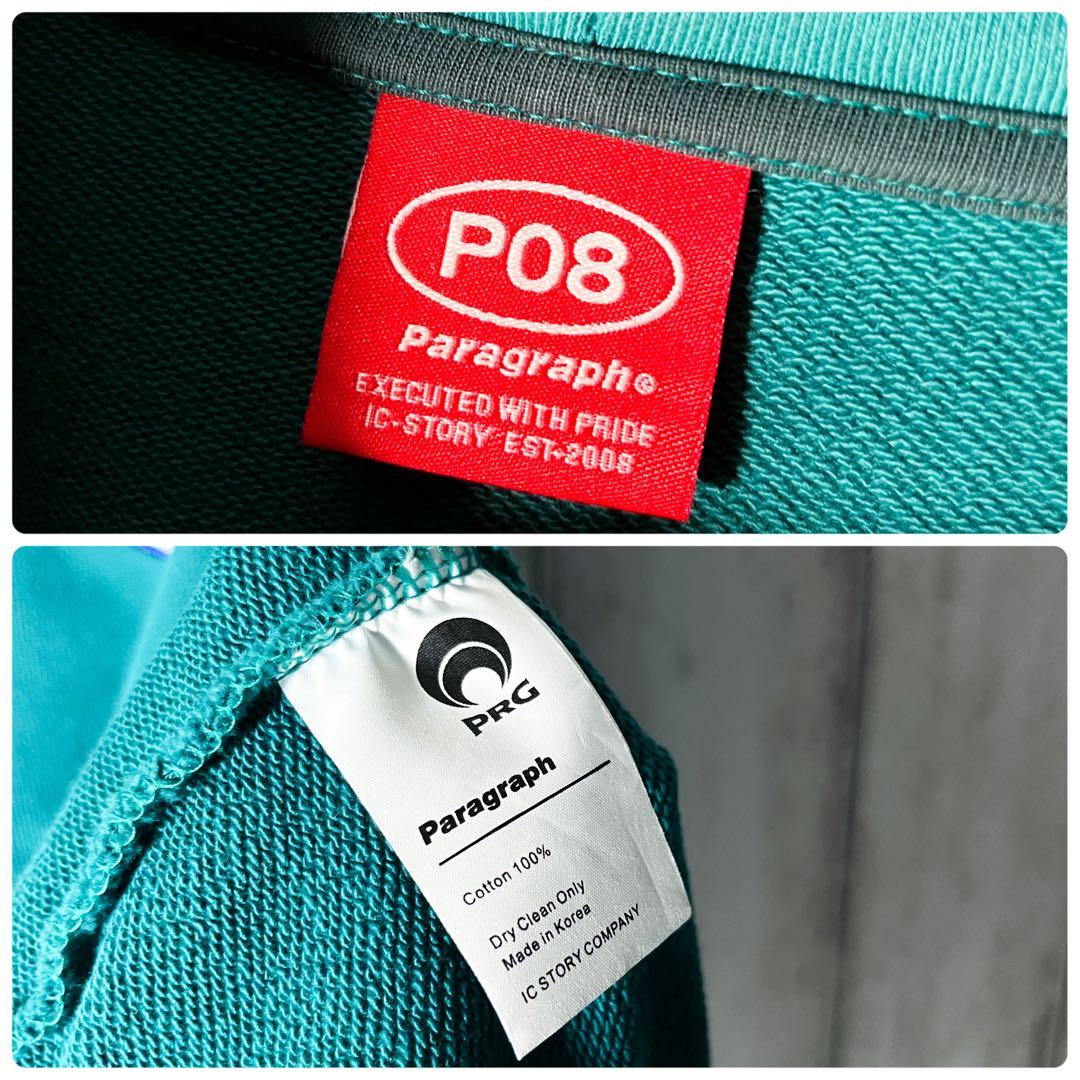 P08
Paragraph®
EXECUTED WITH PRIDE
IC-STORY EST+2008
PRG
Paragraph
Cotton 100%
Dry Clean Only
Made in Korea
IC STORY COMPANY